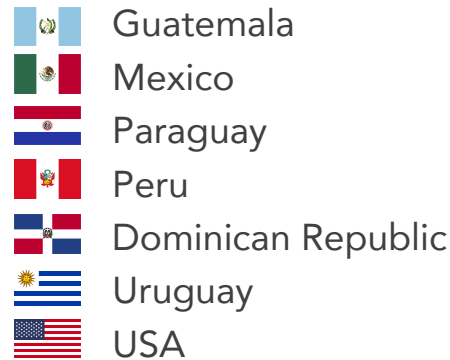 Guatemala
Mexico
Paraguay
Peru
Dominican Republic
Uruguay
USA